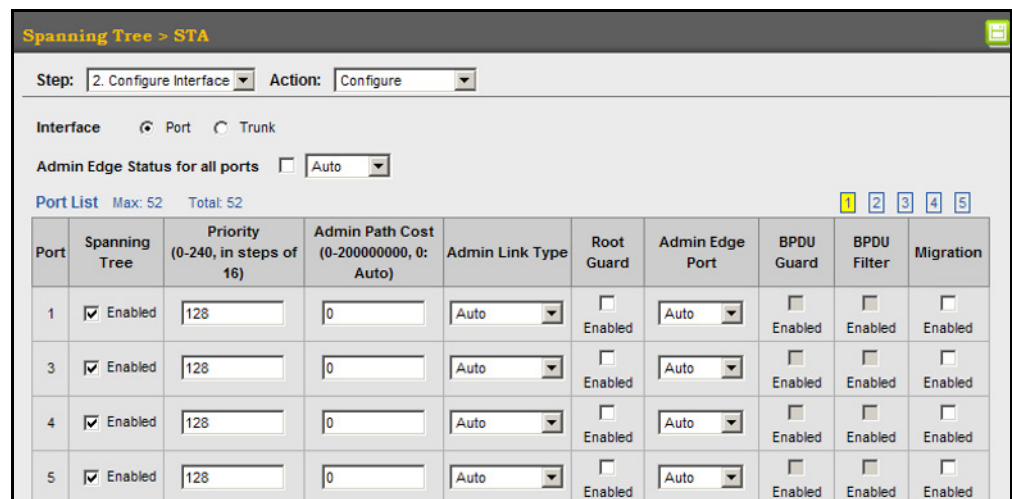 Spanning Tree > STA
Step: 2. Configure Interface Action: Configure
Interface Port Trunk
Admin Edge Status for all ports Auto
Port List Max: 52 Total: 52 1 2 3 4 5
Port Spanning Tree Priority (0-240, in steps of 16) Admin Path Cost (0-200000000, 0: Auto) Admin Link Type Root Guard Admin Edge Port BPDU Guard BPDU Filter Migration
1 Enabled 128 0 Auto Enabled Auto Enabled Enabled Enabled
3 Enabled 128 0 Auto Enabled Auto Enabled Enabled Enabled
4 Enabled 128 0 Auto Enabled Auto Enabled Enabled Enabled
5 Enabled 128 0 Auto Enabled Auto Enabled Enabled Enabled